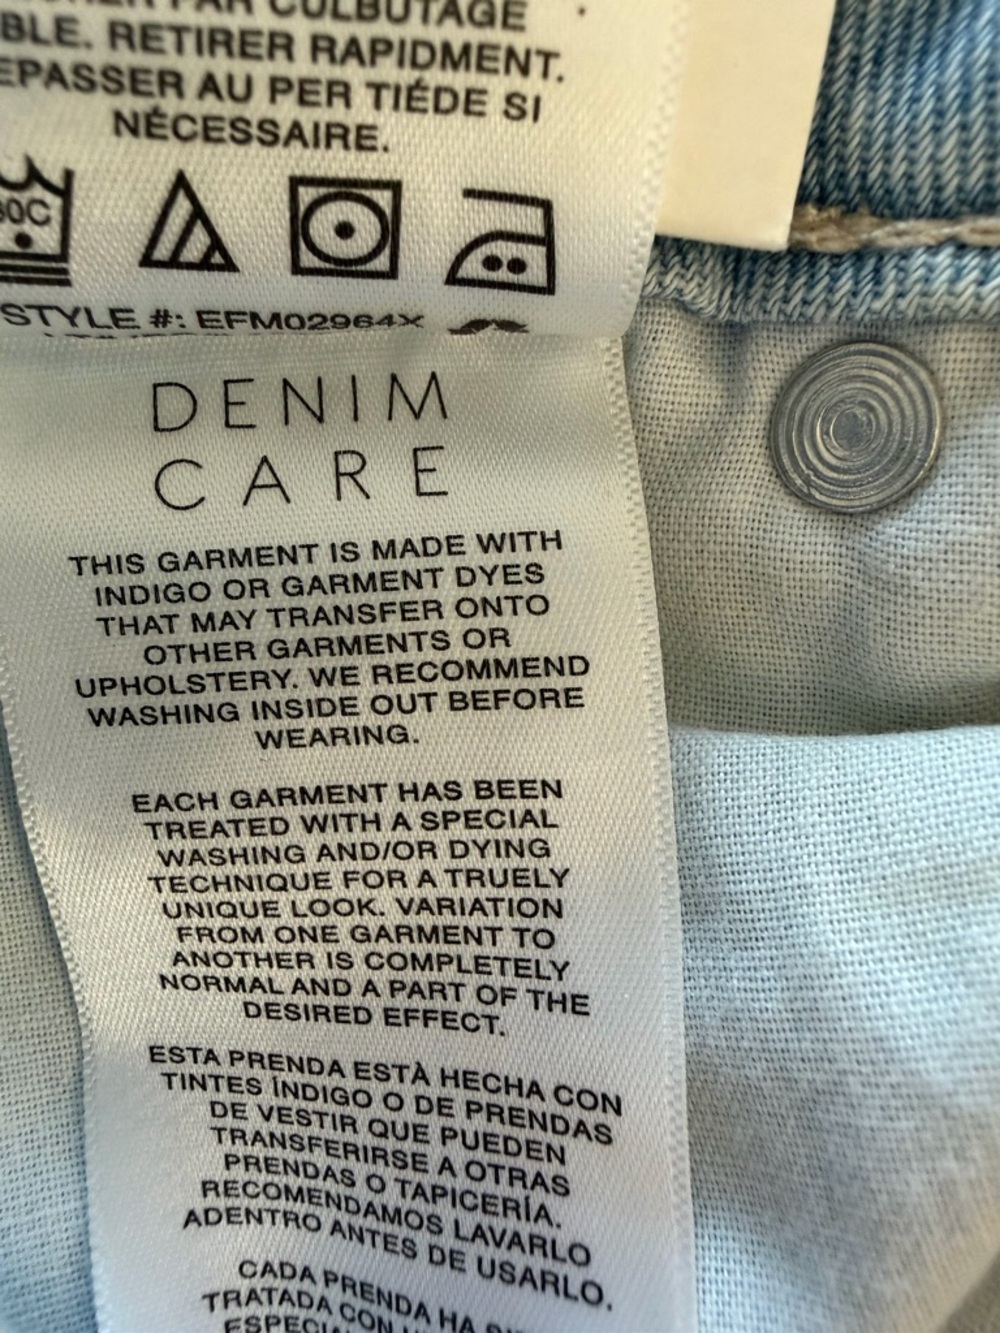 PAR CULBUTAGE
BLE. RETIRER RAPIDMENT.
EPASSER AU PER TIÉDE SI
NÉCESSAIRE.
30C
STYLE #: EFM02964X
DENIM
CARE
THIS GARMENT IS MADE WITH
INDIGO OR GARMENT DYES
THAT MAY TRANSFER ONTO
OTHER GARMENTS OR
UPHOLSTERY. WE RECOMMEND
WASHING INSIDE OUT BEFORE
WEARING.
EACH GARMENT HAS BEEN
TREATED WITH A SPECIAL
WASHING AND/OR DYING
TECHNIQUE FOR A TRUELY
UNIQUE LOOK. VARIATION
FROM ONE GARMENT TO
ANOTHER IS COMPLETELY
NORMAL AND A PART OF THE
DESIRED EFFECT.
ESTA PRENDA ESTÀ HECHA CON
TINTES ÍNDIGO O DE PRENDAS
DE VESTIR QUE PUEDEN
TRANSFERIRSE A OTRAS
PRENDAS O TAPICERÍA.
RECOMENDAMOS LAVARLO
ADENTRO ANTES DE USARLO.
CADA PRENDA HA
TRATADA CON